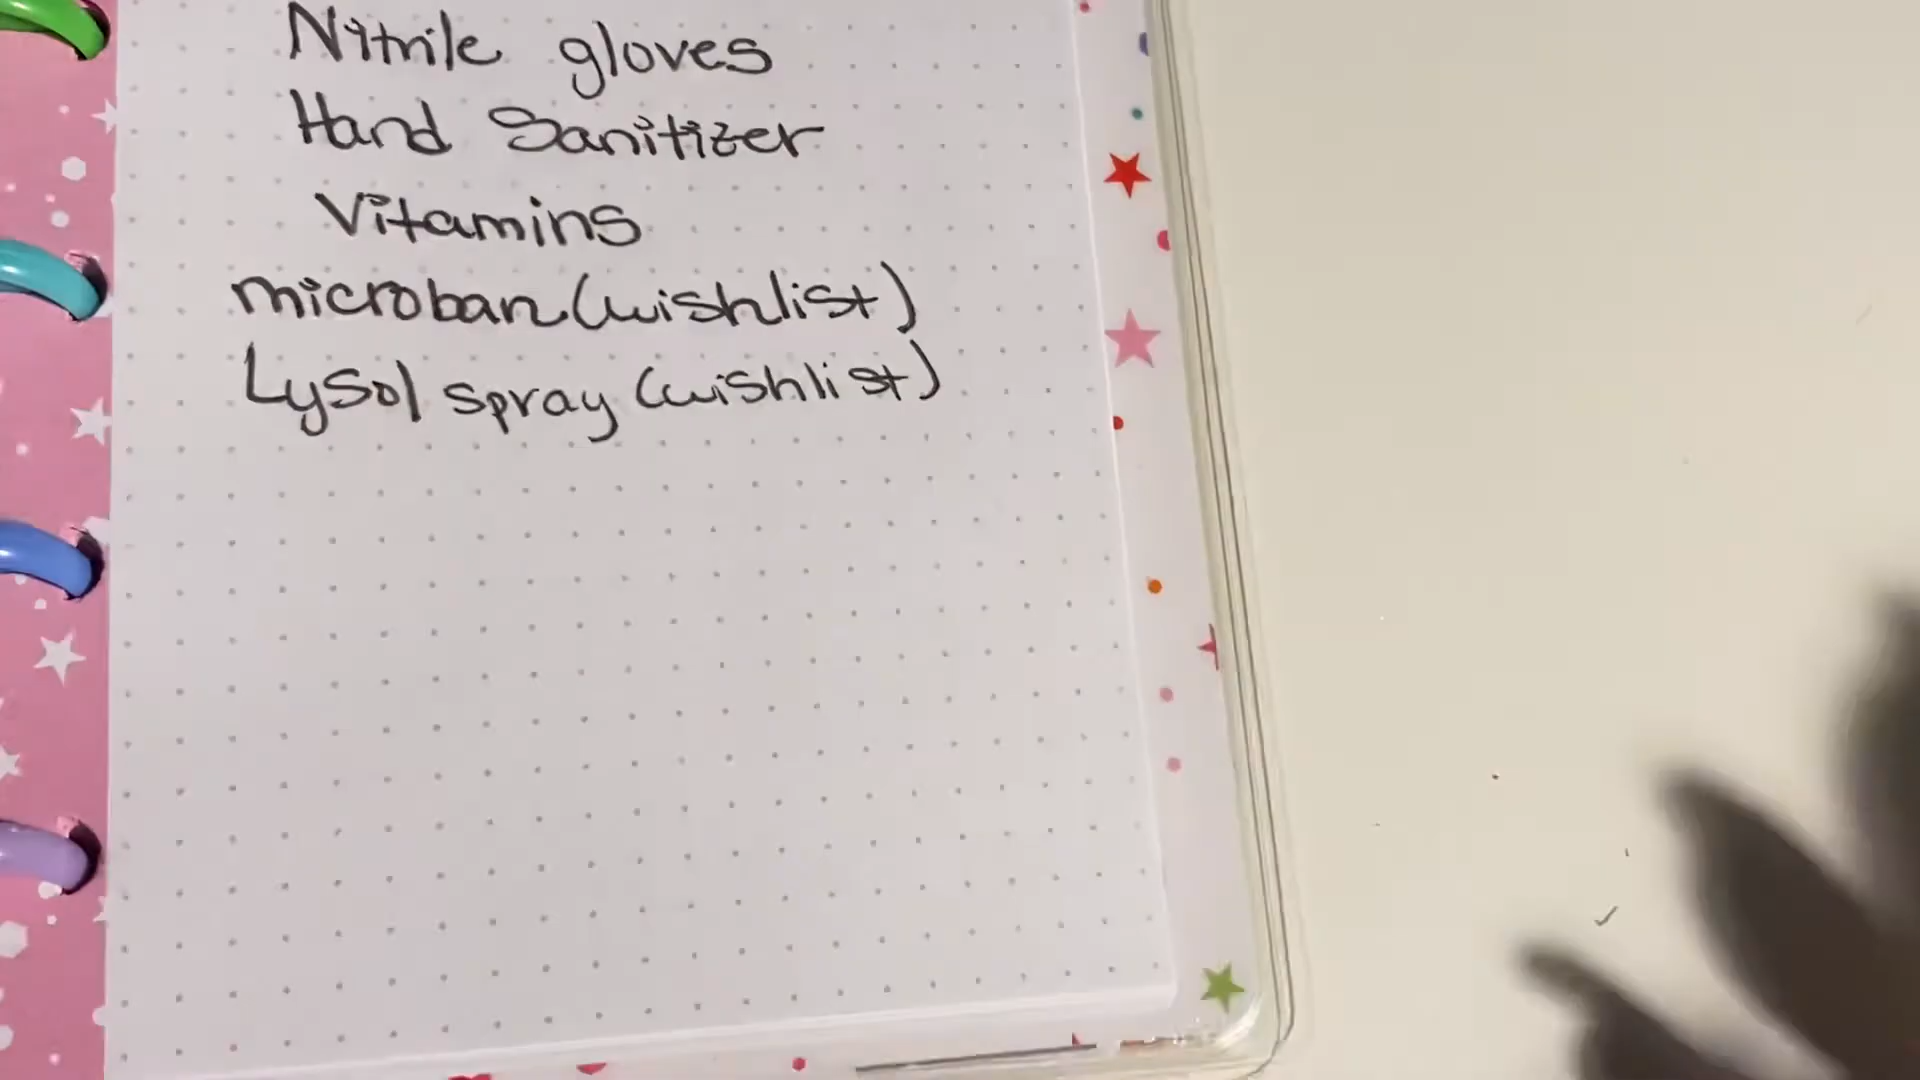 Nitrile gloves
Hand Sanitizer
Vitamins
microban (wishlist)
Lysol spray (wishlist)